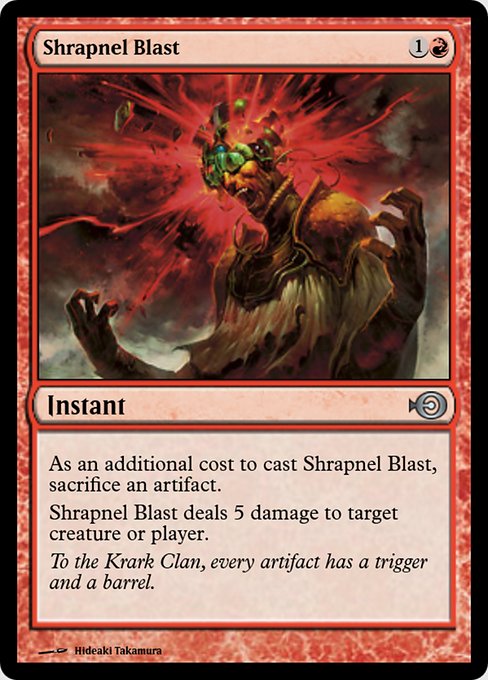 Shrapnel Blast 1
Instant
As an additional cost to cast Shrapnel Blast,
sacrifice an artifact.
Shrapnel Blast deals 5 damage to target
creature or player.
To the Krark Clan, every artifact has a trigger
and a barrel.
Hideaki Takamura